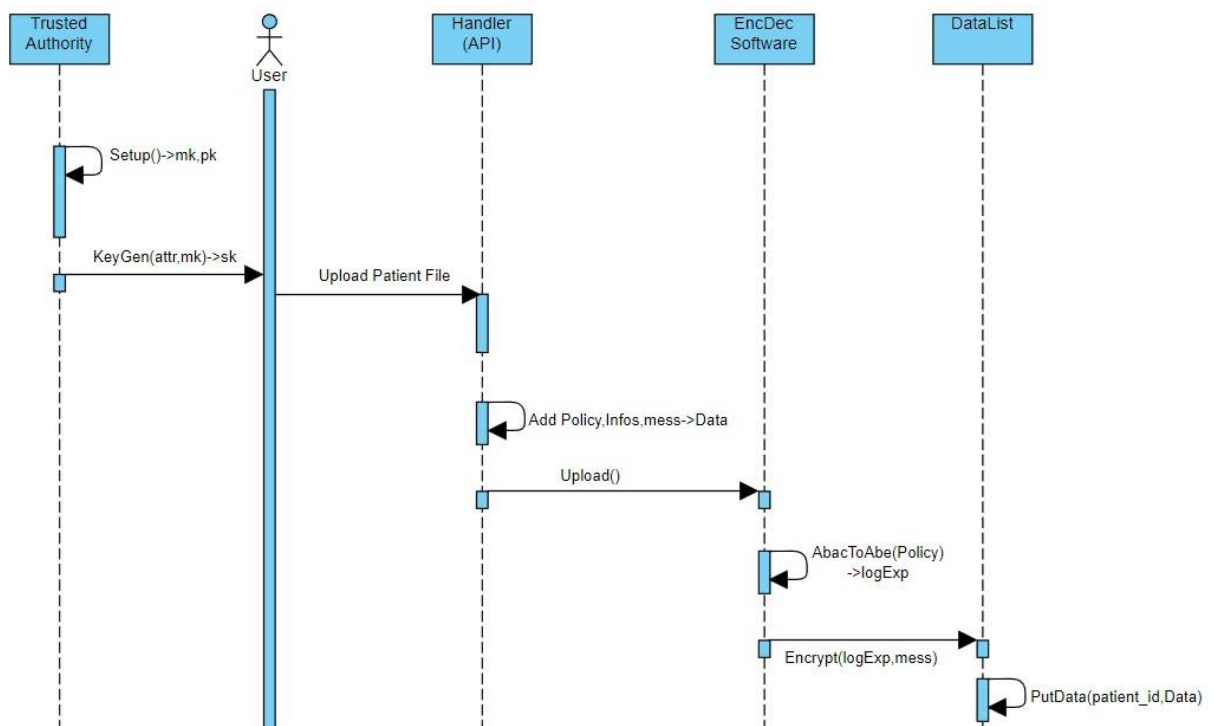 Trusted
Authority
User
Handler
(API)
EncDec
Software
DataList
Setup()->mk,pk
KeyGen(attr,mk)->sk
Upload Patient File
Add Policy,Infos,mess->Data
Upload()
AbacToAbe(Policy)
->logExp
Encrypt(logExp,mess)
PutData(patient_id,Data)